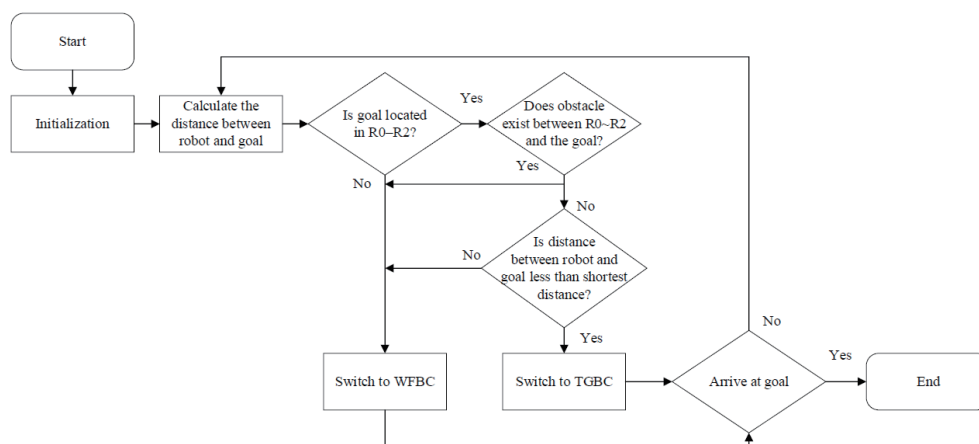 Start
Initialization
Calculate the
distance between
robot and goal
Is goal located
in R0–R2?
Yes
Does obstacle
exist between R0~R2
and the goal?
No
Yes
No
Is distance
between robot and
goal less than shortest
distance?
No
Yes
Switch to WFBC
Switch to TGBC
Arrive at goal
No
Yes
End